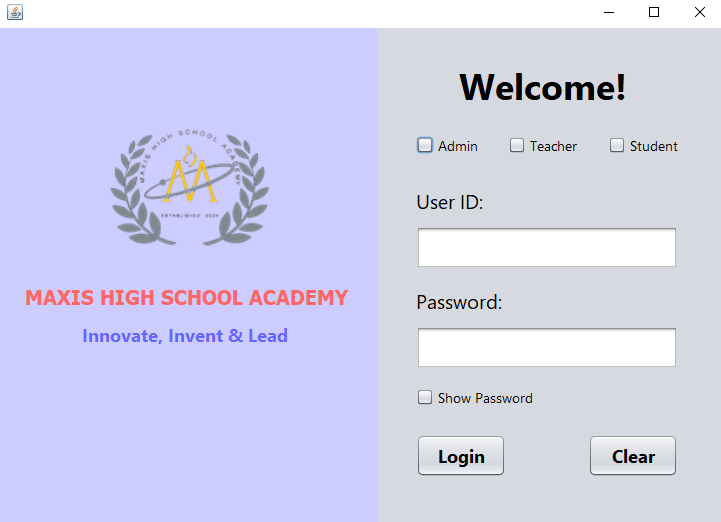 MAXIS HIGH SCHOOL ACADEMY
ESTABLISHED 2024
MAXIS HIGH SCHOOL ACADEMY
Innovate, Invent & Lead
Welcome!
Admin Teacher Student
User ID:
Password:
Show Password
Login Clear